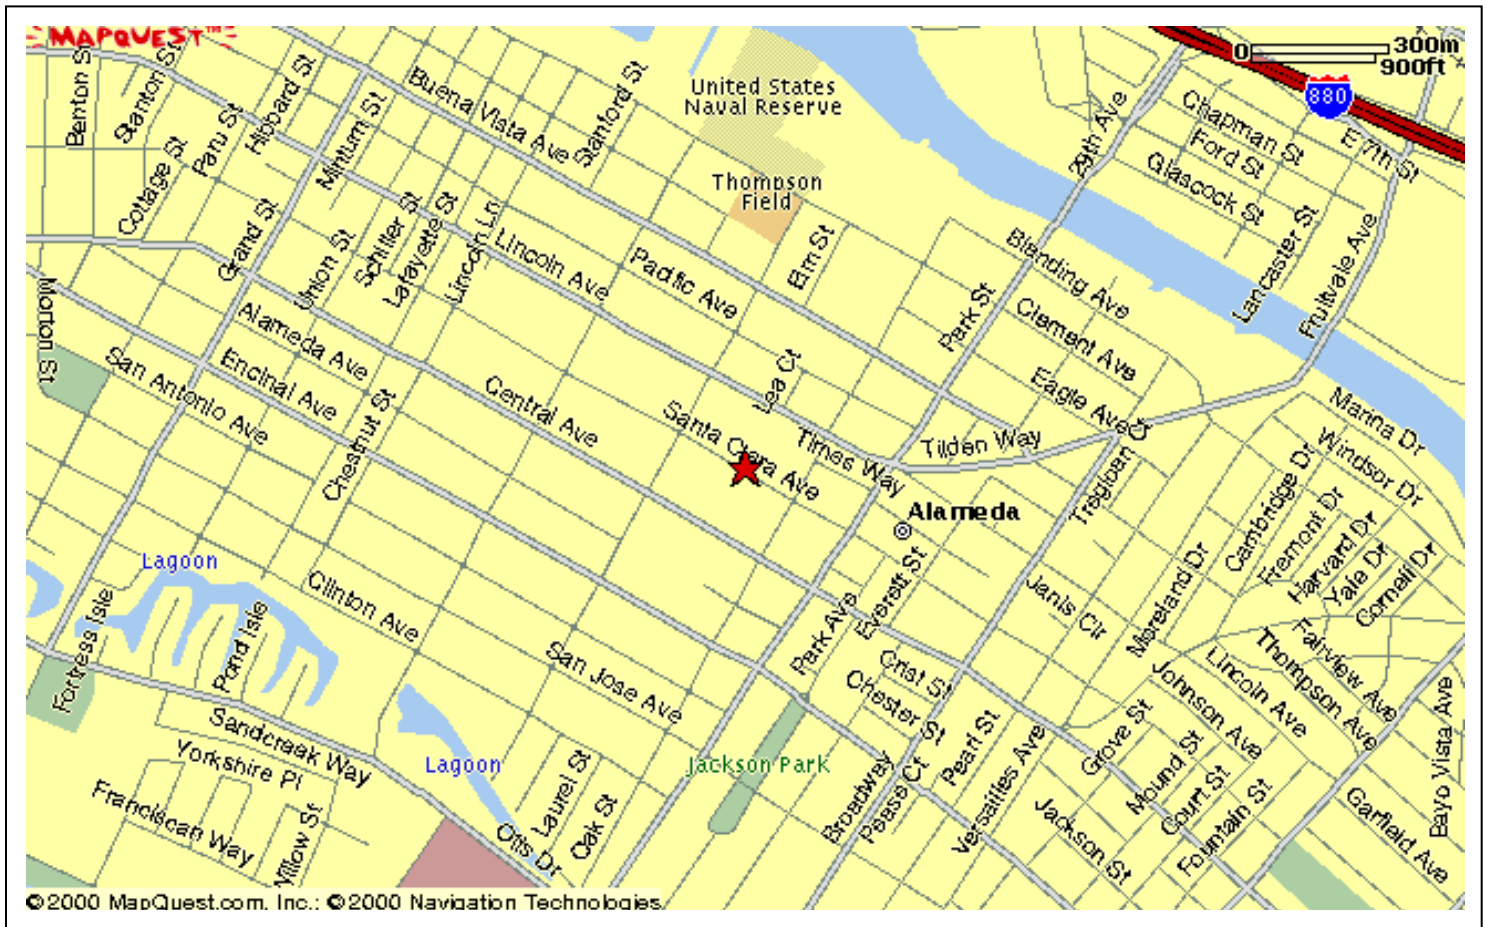 MAPQUEST™
0 300m
900ft
880
Benton St
Stanton St
Cottage St
Paru St
Hibbard St
Minturn St
Buena Vista Ave
Stanford St
United States
Naval Reserve
Thompson
Field
29th Ave
Chapman St
Ford St
Glascock St
E 7th St
Lancaster St
Fruitvale Ave
Grand St
Union St
Schiller St
Lafayette St
Lincoln Ln
Lincoln Ave
Pacific Ave
Elm St
Blanding Ave
Clement Ave
Eagle Ave
Park St
Morton St
San Antonio Ave
Encinal Ave
Alameda Ave
Chestnut St
Central Ave
Santa Clara Ave
Lea Ct
Times Way
Tilden Way
Tregloan Ct
Alameda
Marina Dr
Windsor Dr
Cambridge Dr
Fremont Dr
Harvard Dr
Yale Dr
Cornell Dr
Moreland Dr
Janis Cir
Everett St
Park Ave
Lagoon
Fortress Isle
Pond Isle
Clinton Ave
San Jose Ave
Sandcreek Way
Yorkshire Pl
Franciscan Way
Willow St
Lagoon
Laurel St
Oak St
Otis Dr
Jackson Park
Crist St
Chester St
Broadway
Pease Ct
Pearl St
Versailles Ave
Grove St
Mound St
Court St
Fountain St
Jackson St
Johnson Ave
Lincoln Ave
Thompson Ave
Fairview Ave
Bayo Vista Ave
Garfield Ave
©2000 MapQuest.com, Inc.; ©2000 Navigation Technologies